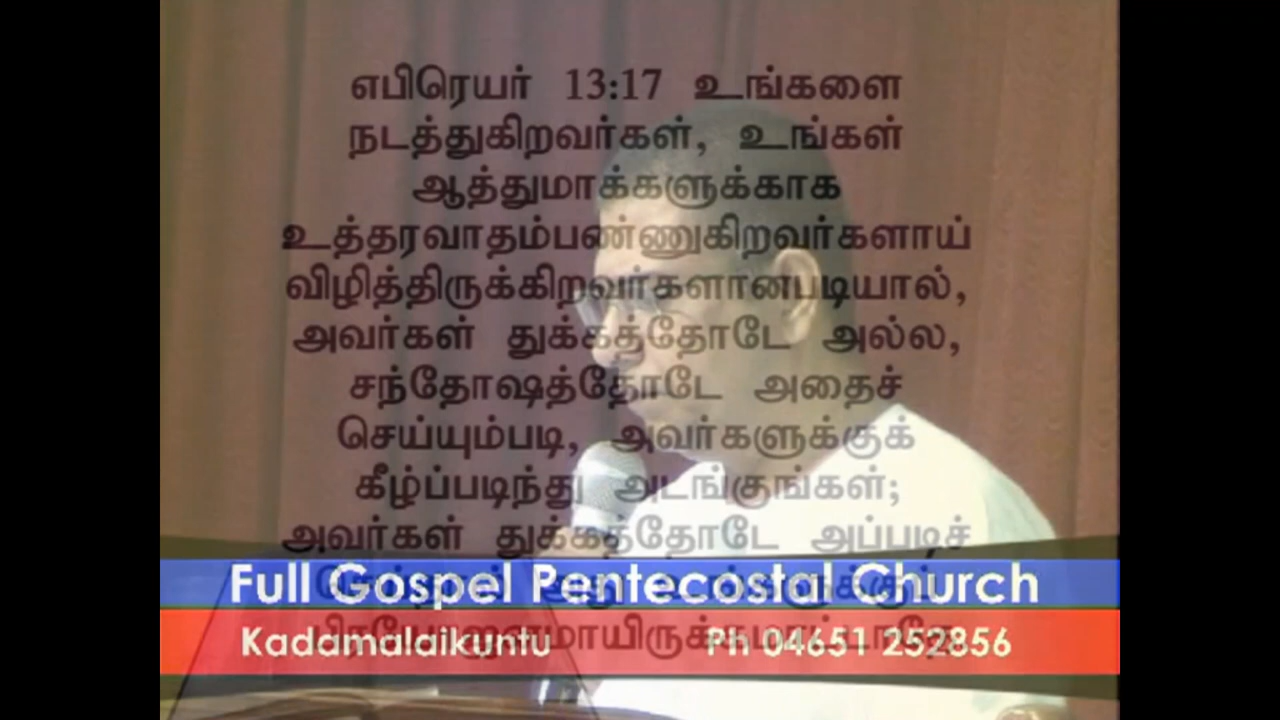 எபிரெயர் 13:17 உங்களை
நடத்துகிறவர்கள், உங்கள்
ஆத்துமாக்களுக்காக
உத்தரவாதம்பண்ணுகிறவர்களாய்
விழித்திருக்கிறவர்களானபடியால்,
அவர்கள் துக்கத்தோடே அல்ல,
சந்தோஷத்தோடே அதைச்
செய்யும்படி, அவர்களுக்குக்
கீழ்ப்படிந்து அடங்குங்கள்;
அவர்கள் துக்கத்தோடே அப்படிச்
Full Gospel Pentecostal Church
Kadamalaikuntu Ph 04651 252856